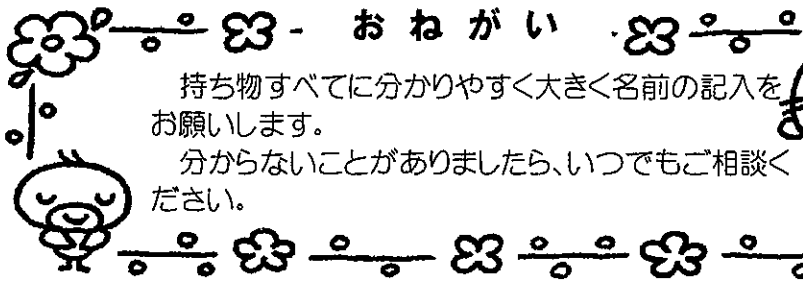 おねがい
持ち物すべてに分かりやすく大きく名前の記入を
お願いします。
分からないことがありましたら、いつでもご相談く
ださい。